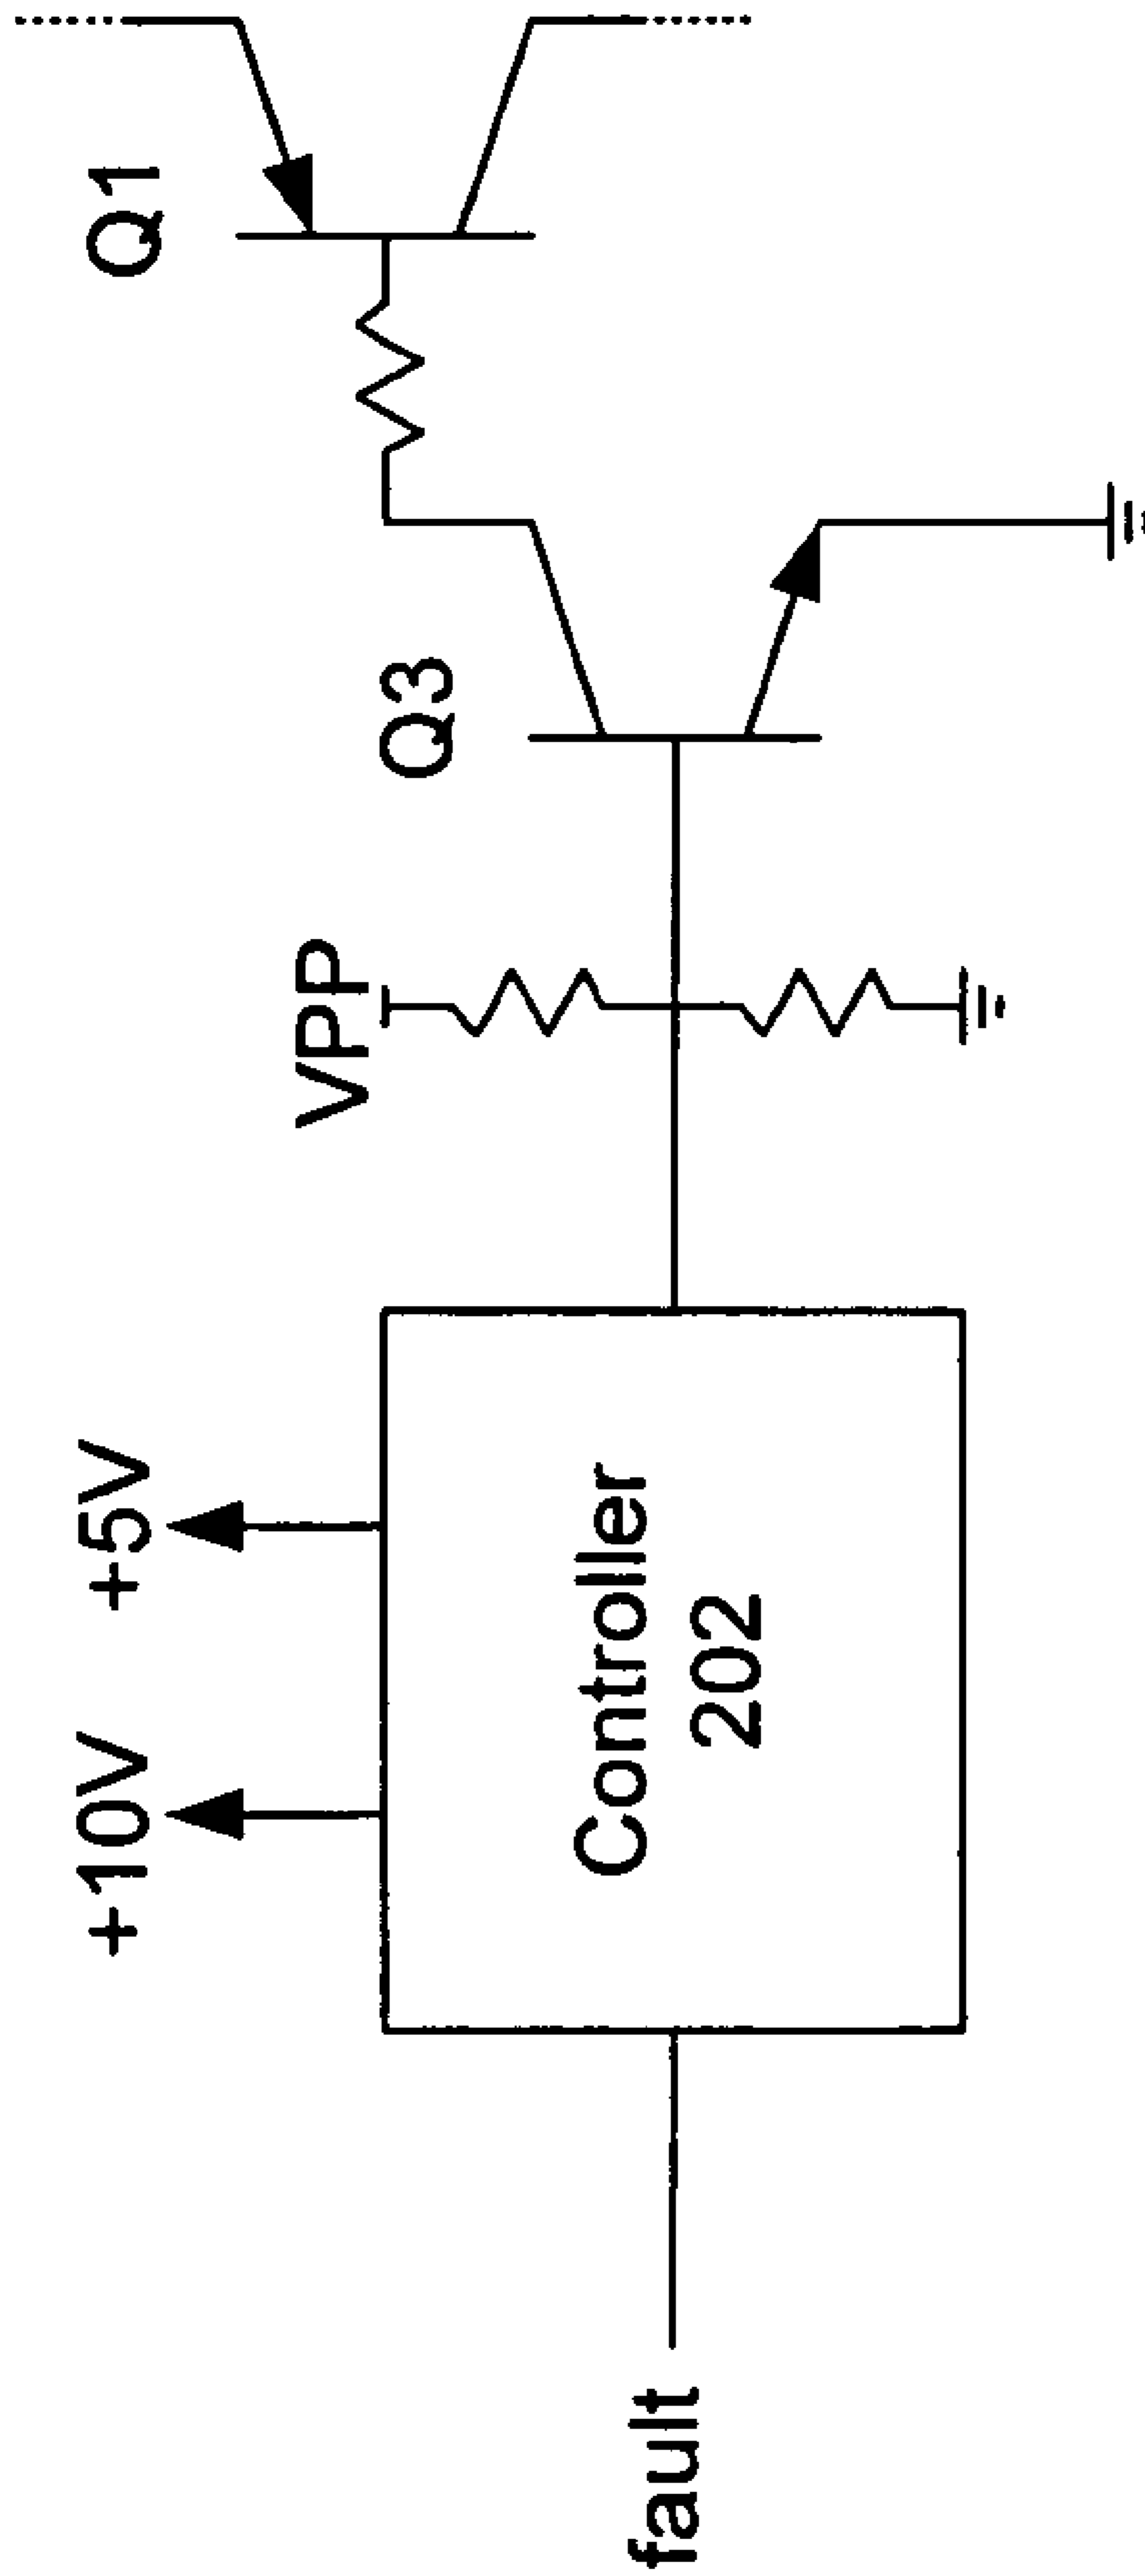 fault
+10V
+5V
Controller
202
VPP
Q3
Q1